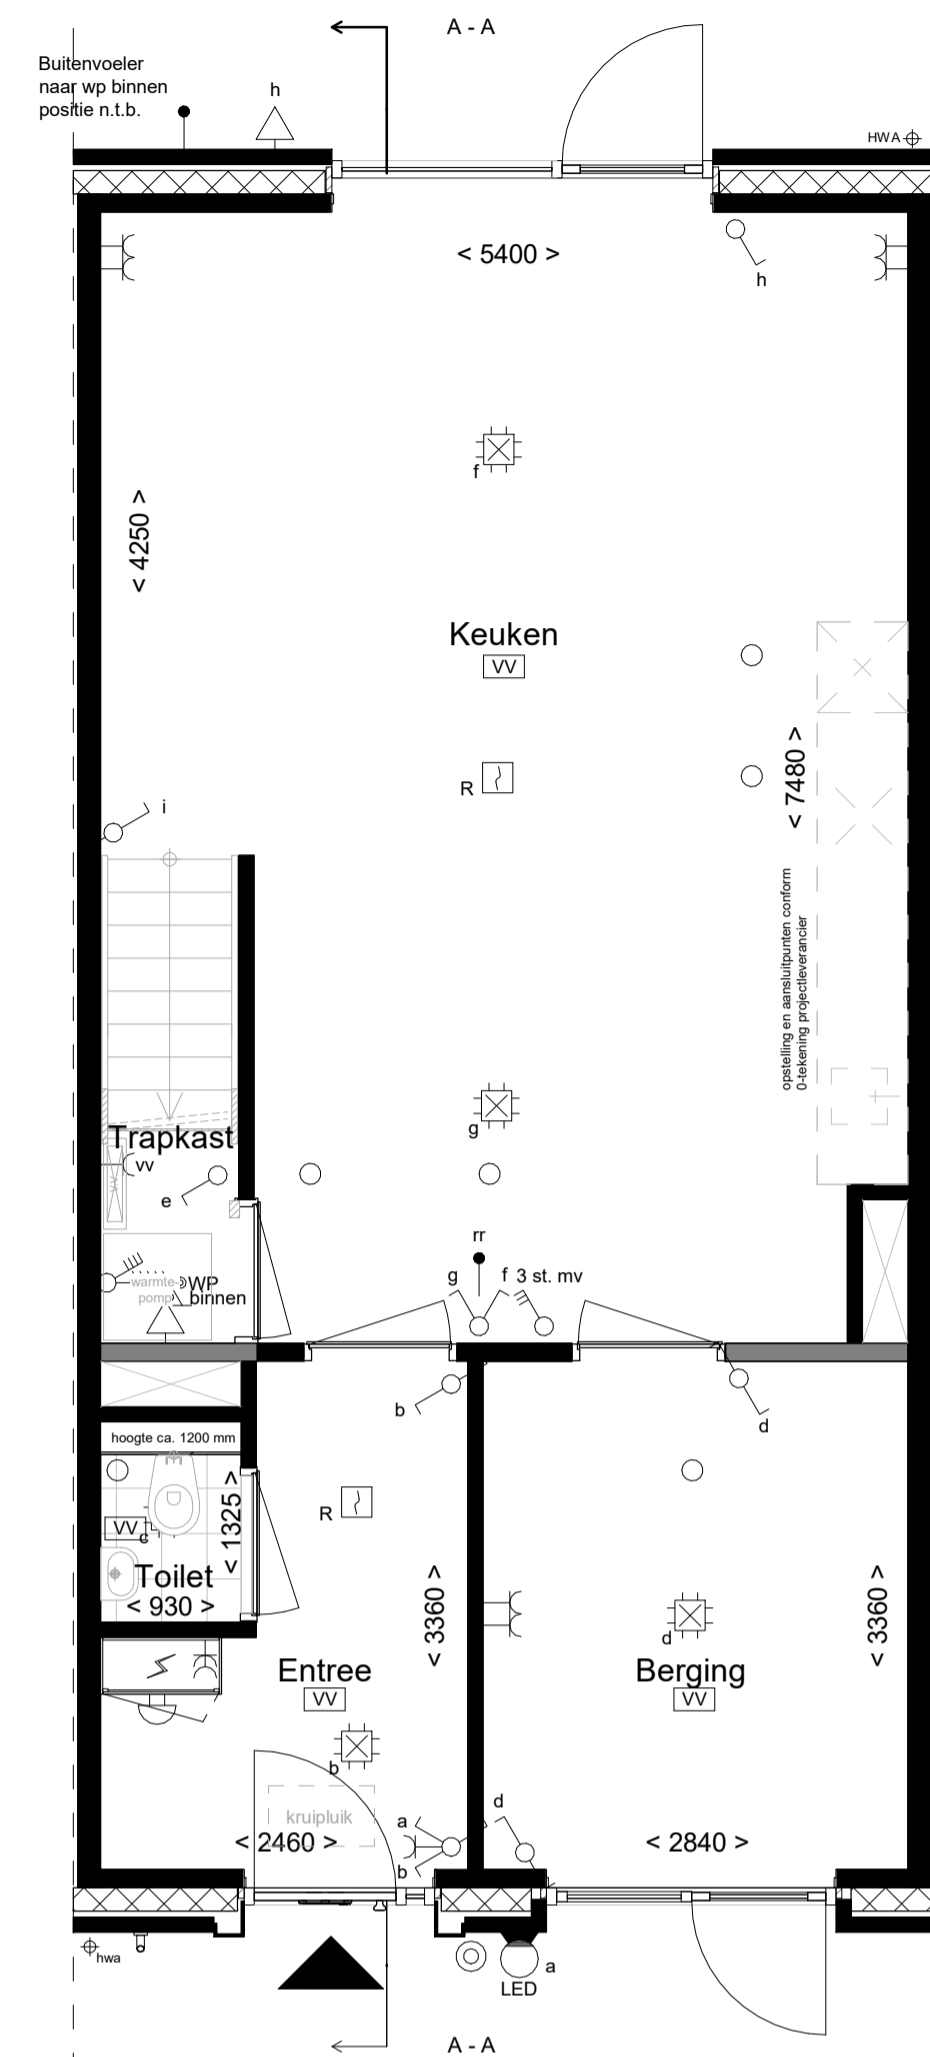 A - A
Buitenvoeler
naar wp binnen
positie n.t.b.
h
HWA
< 5400 >
h
f
< 4250 >
Keuken
VV
R
< 7480 >
i
opstelling en aansluitpunten conform
0-tekening projectleverancier
g
Trapkast
vv
e
rr
g
f
3 st. mv
warmte-
pomp
WP
binnen
b
d
hoogte ca. 1200 mm
R
VV
c
< 1325 >
Toilet
< 930 >
< 3360 >
< 3360 >
d
Entree
VV
Berging
VV
b
kruipluik
a
d
b
< 2460 >
< 2840 >
hwa
a
LED
A - A